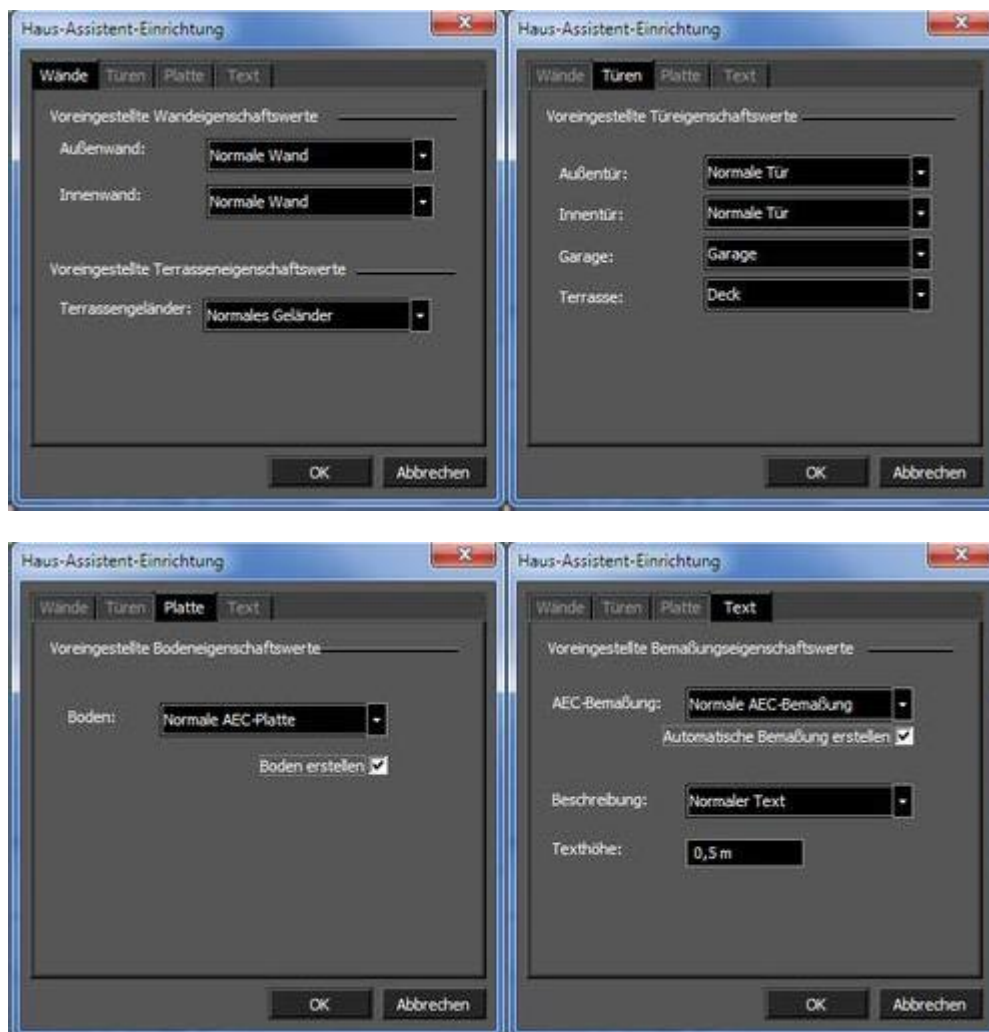 Haus-Assistent-Einrichtung
Wände Türen Platte Text
Voreingestellte Wandeigenschaftswerte
Außenwand: Normale Wand
Innenwand: Normale Wand
Voreingestellte Terrasseneigenschaftswerte
Terrassengeländer: Normales Geländer
OK Abbrechen
Haus-Assistent-Einrichtung
Wände Türen Platte Text
Voreingestellte Türeigenschaftswerte
Außentür: Normale Tür
Innentür: Normale Tür
Garage: Garage
Terrasse: Deck
OK Abbrechen
Haus-Assistent-Einrichtung
Wände Türen Platte Text
Voreingestellte Bodeneigenschaftswerte
Boden: Normale AEC-Platte
Boden erstellen
OK Abbrechen
Haus-Assistent-Einrichtung
Wände Türen Platte Text
Voreingestellte Bemaßungseigenschaftswerte
AEC-Bemaßung: Normale AEC-Bemaßung
Automatische Bemaßung erstellen
Beschreibung: Normaler Text
Texthöhe: 0,5 m
OK Abbrechen